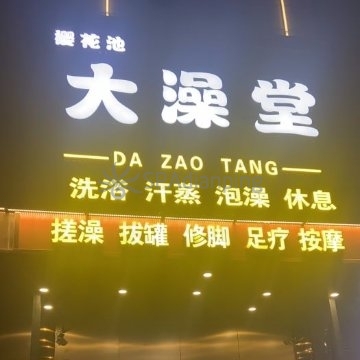 樱花池
大澡堂
DA ZAO TANG
洗浴 汗蒸 泡澡 休息
搓澡 拔罐 修脚 足疗 按摩